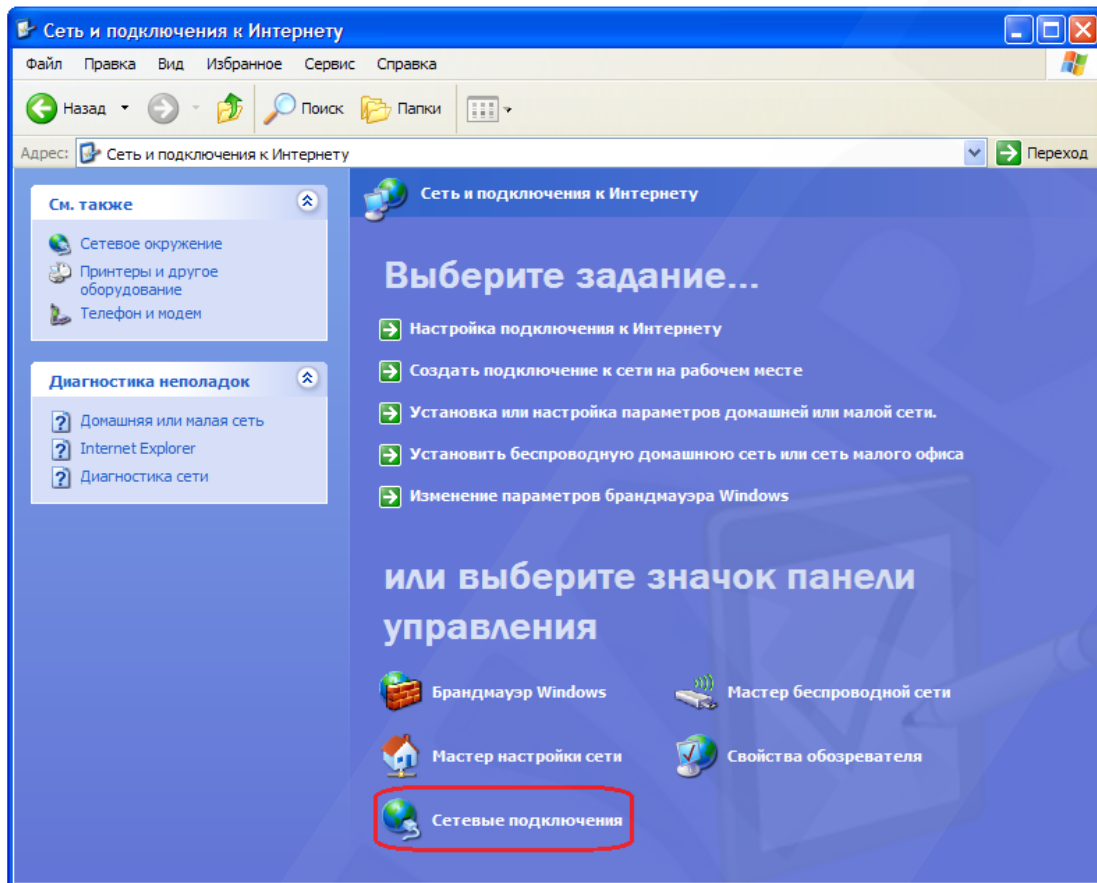 Сеть и подключения к Интернету
Файл Правка Вид Избранное Сервис Справка
Назад Поиск Папки
Адрес: Сеть и подключения к Интернету Переход
См. также
Сетевое окружение
Принтеры и другое
оборудование
Телефон и модем
Диагностика неполадок
Домашняя или малая сеть
Internet Explorer
Диагностика сети
Сеть и подключения к Интернету
Выберите задание...
Настройка подключения к Интернету
Создать подключение к сети на рабочем месте
Установка или настройка параметров домашней или малой сети.
Установить беспроводную домашнюю сеть или сеть малого офиса
Изменение параметров брандмауэра Windows
или выберите значок панели
управления
Брандмауэр Windows
Мастер беспроводной сети
Мастер настройки сети
Свойства обозревателя
Сетевые подключения